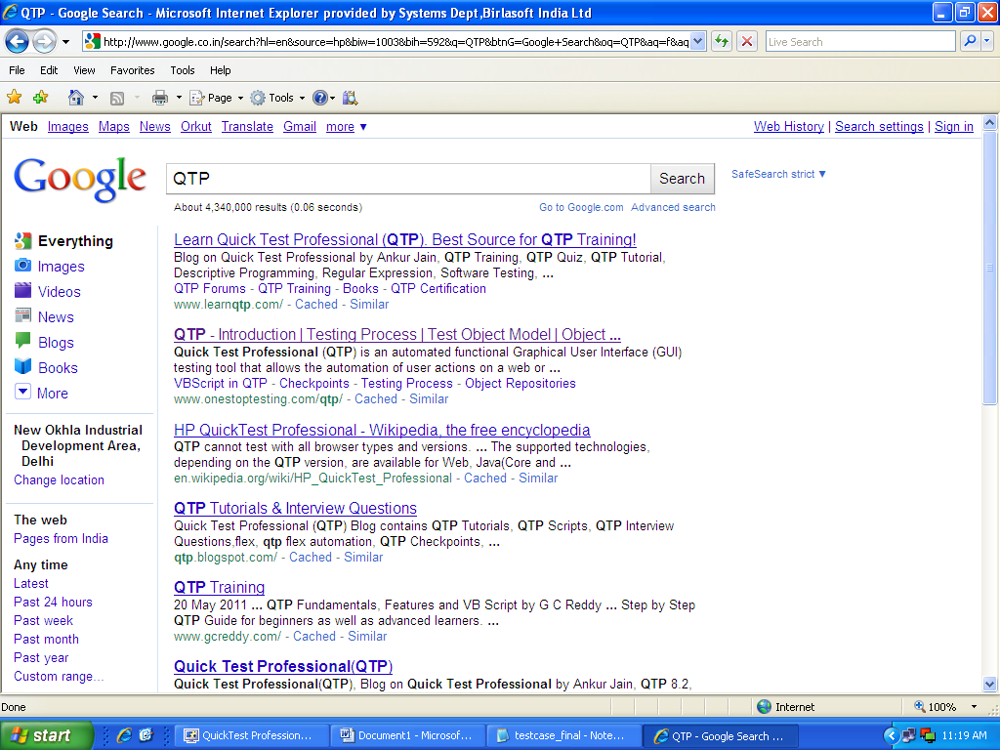 QTP - Google Search - Microsoft Internet Explorer provided by Systems Dept,Birlasoft India Ltd
http://www.google.co.in/search?hl=en&source=hp&biw=1003&bih=592&q=QTP&btnG=Google+Search&oq=QTP&aq=f&aq
Live Search
File Edit View Favorites Tools Help
Page Tools
Web Images Maps News Orkut Translate Gmail more ▼
Web History | Search settings | Sign in
Google
QTP
Search
SafeSearch strict ▼
About 4,340,000 results (0.06 seconds)
Go to Google.com Advanced search
Everything
Images
Videos
News
Blogs
Books
More
New Okhla Industrial
Development Area,
Delhi
Change location
The web
Pages from India
Any time
Latest
Past 24 hours
Past week
Past month
Past year
Custom range...
Learn Quick Test Professional (QTP). Best Source for QTP Training!
Blog on Quick Test Professional by Ankur Jain, QTP Training, QTP Quiz, QTP Tutorial,
Descriptive Programming, Regular Expression, Software Testing, ...
QTP Forums - QTP Training - Books - QTP Certification
www.learnqtp.com/ - Cached - Similar
QTP - Introduction | Testing Process | Test Object Model | Object ...
Quick Test Professional (QTP) is an automated functional Graphical User Interface (GUI)
testing tool that allows the automation of user actions on a web or ...
VBScript in QTP - Checkpoints - Testing Process - Object Repositories
www.onestoptesting.com/qtp/ - Cached - Similar
HP QuickTest Professional - Wikipedia, the free encyclopedia
QTP cannot test with all browser types and versions. ... The supported technologies,
depending on the QTP version, are available for Web, Java(Core and ...
en.wikipedia.org/wiki/HP_QuickTest_Professional - Cached - Similar
QTP Tutorials & Interview Questions
Quick Test Professional (QTP) Blog contains QTP Tutorials, QTP Scripts, QTP Interview
Questions,flex, qtp flex automation, QTP Checkpoints, ...
qtp.blogspot.com/ - Cached - Similar
QTP Training
20 May 2011 ... QTP Fundamentals, Features and VB Script by G C Reddy ... Step by Step
QTP Guide for beginners as well as advanced learners. ...
www.gcreddy.com/ - Cached - Similar
Quick Test Professional(QTP)
Quick Test Professional(QTP), Blog on Quick Test Professional by Ankur Jain, QTP 8.2,
Done
Internet
100%
start
QuickTest Profession...
Document1 - Microsof...
testcase_final - Note...
QTP - Google Search ...
11:19 AM